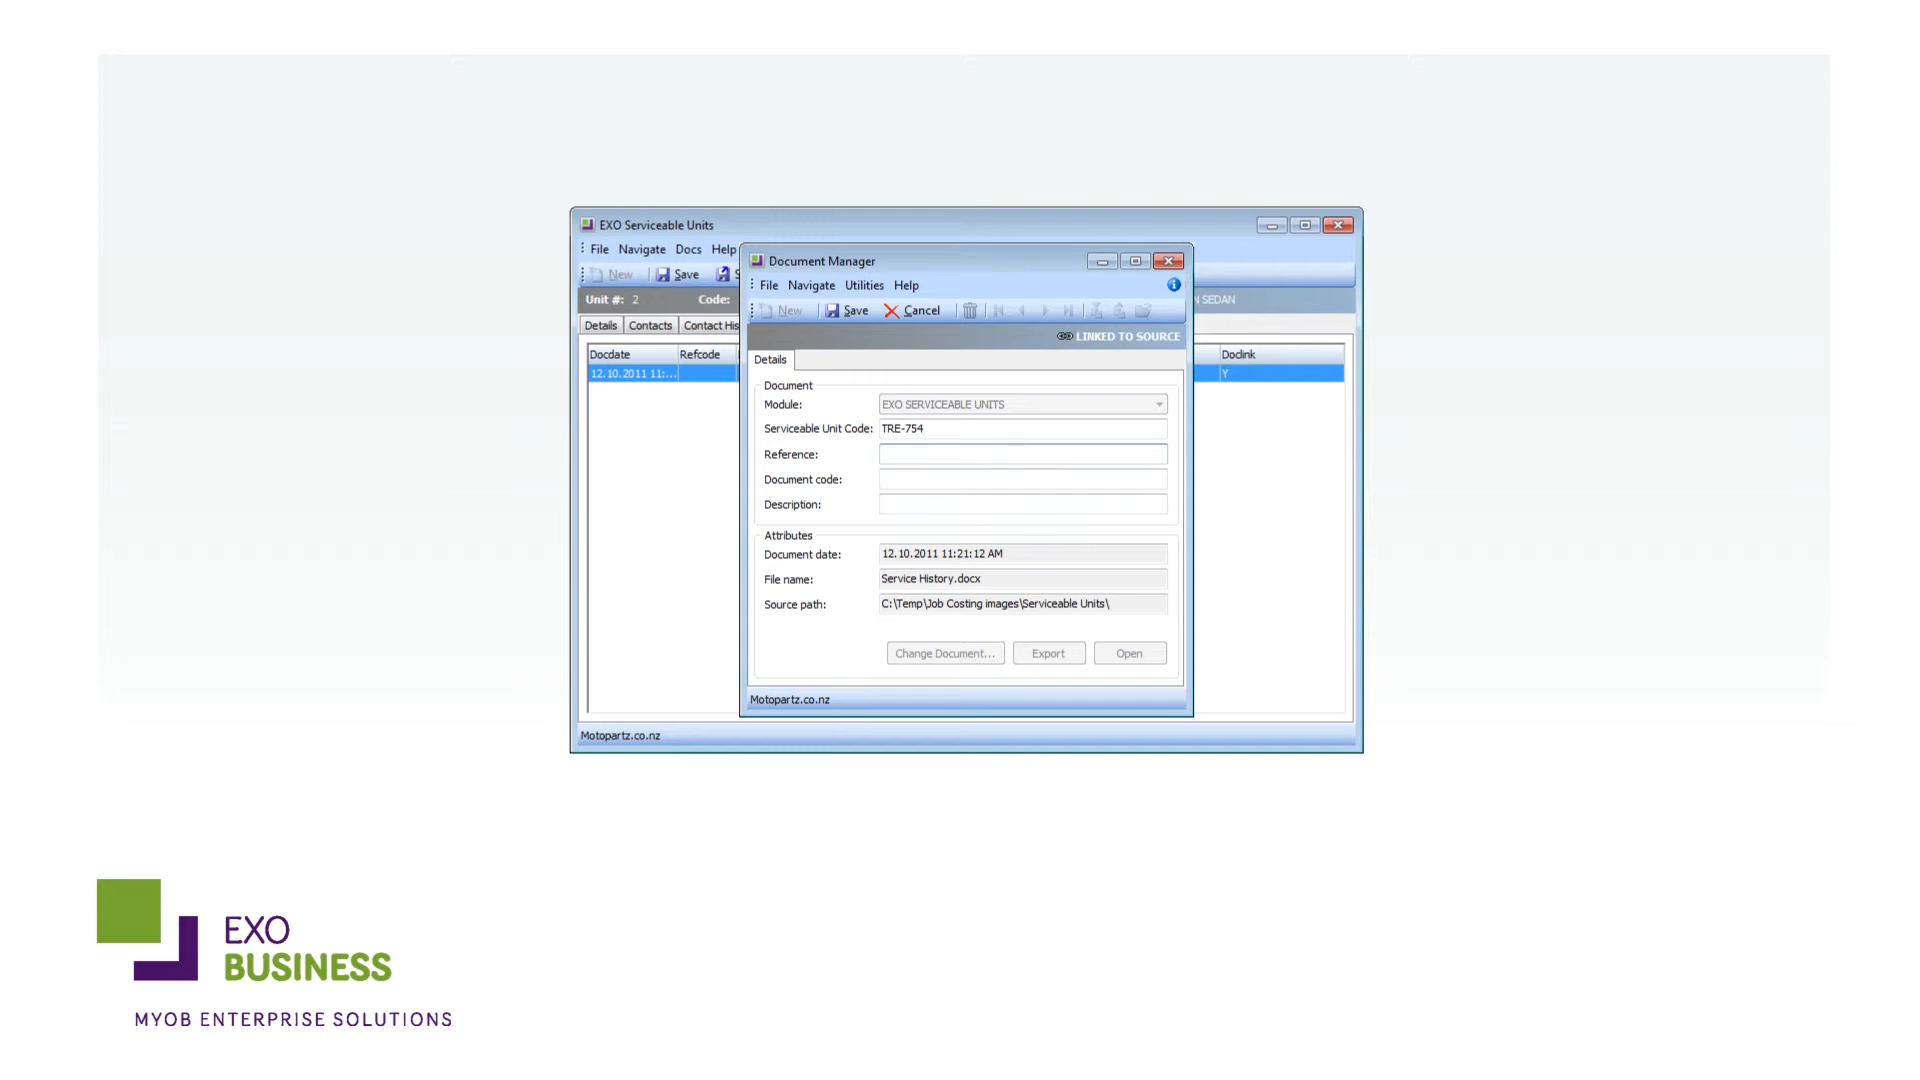 EXO Serviceable Units
File Navigate Docs Help
New Save
Unit #: 2 Code: SEDAN
Details Contacts Contact His
Docdate Refcode Doclink
12.10.2011 11:... Y
Document Manager
File Navigate Utilities Help
New Save Cancel
LINKED TO SOURCE
Details
Document
Module: EXO SERVICEABLE UNITS
Serviceable Unit Code: TRE-754
Reference:
Document code:
Description:
Attributes
Document date: 12.10.2011 11:21:12 AM
File name: Service History.docx
Source path: C:\Temp\Job Costing images\Serviceable Units\
Change Document... Export Open
Motopartz.co.nz
Motopartz.co.nz
EXO
BUSINESS
MYOB ENTERPRISE SOLUTIONS